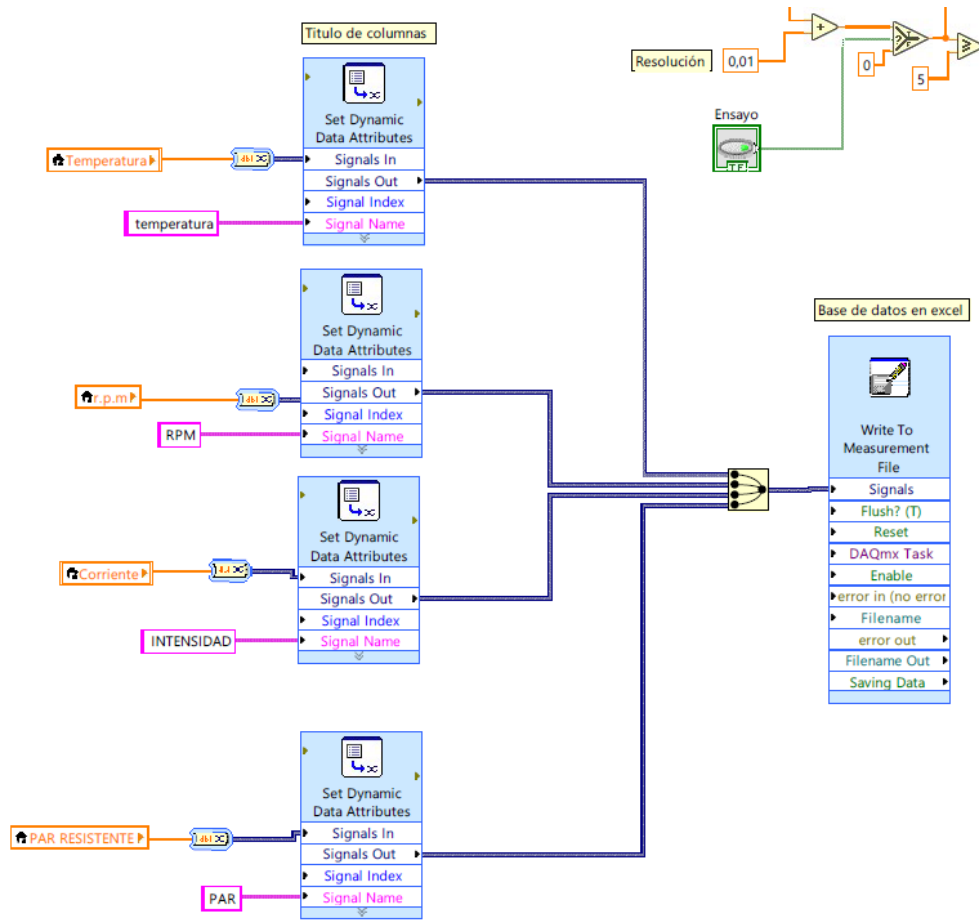 Titulo de columnas
Resolución
0,01
0
5
+
?
T
F
≥
Ensayo
TF
Set Dynamic
Data Attributes
Signals In
Signals Out
Signal Index
Signal Name
Temperatura
temperatura
Set Dynamic
Data Attributes
Signals In
Signals Out
Signal Index
Signal Name
r.p.m
RPM
Set Dynamic
Data Attributes
Signals In
Signals Out
Signal Index
Signal Name
Corriente
INTENSIDAD
Set Dynamic
Data Attributes
Signals In
Signals Out
Signal Index
Signal Name
PAR RESISTENTE
PAR
Base de datos en excel
Write To
Measurement
File
Signals
Flush? (T)
Reset
DAQmx Task
Enable
error in (no error
Filename
error out
Filename Out
Saving Data